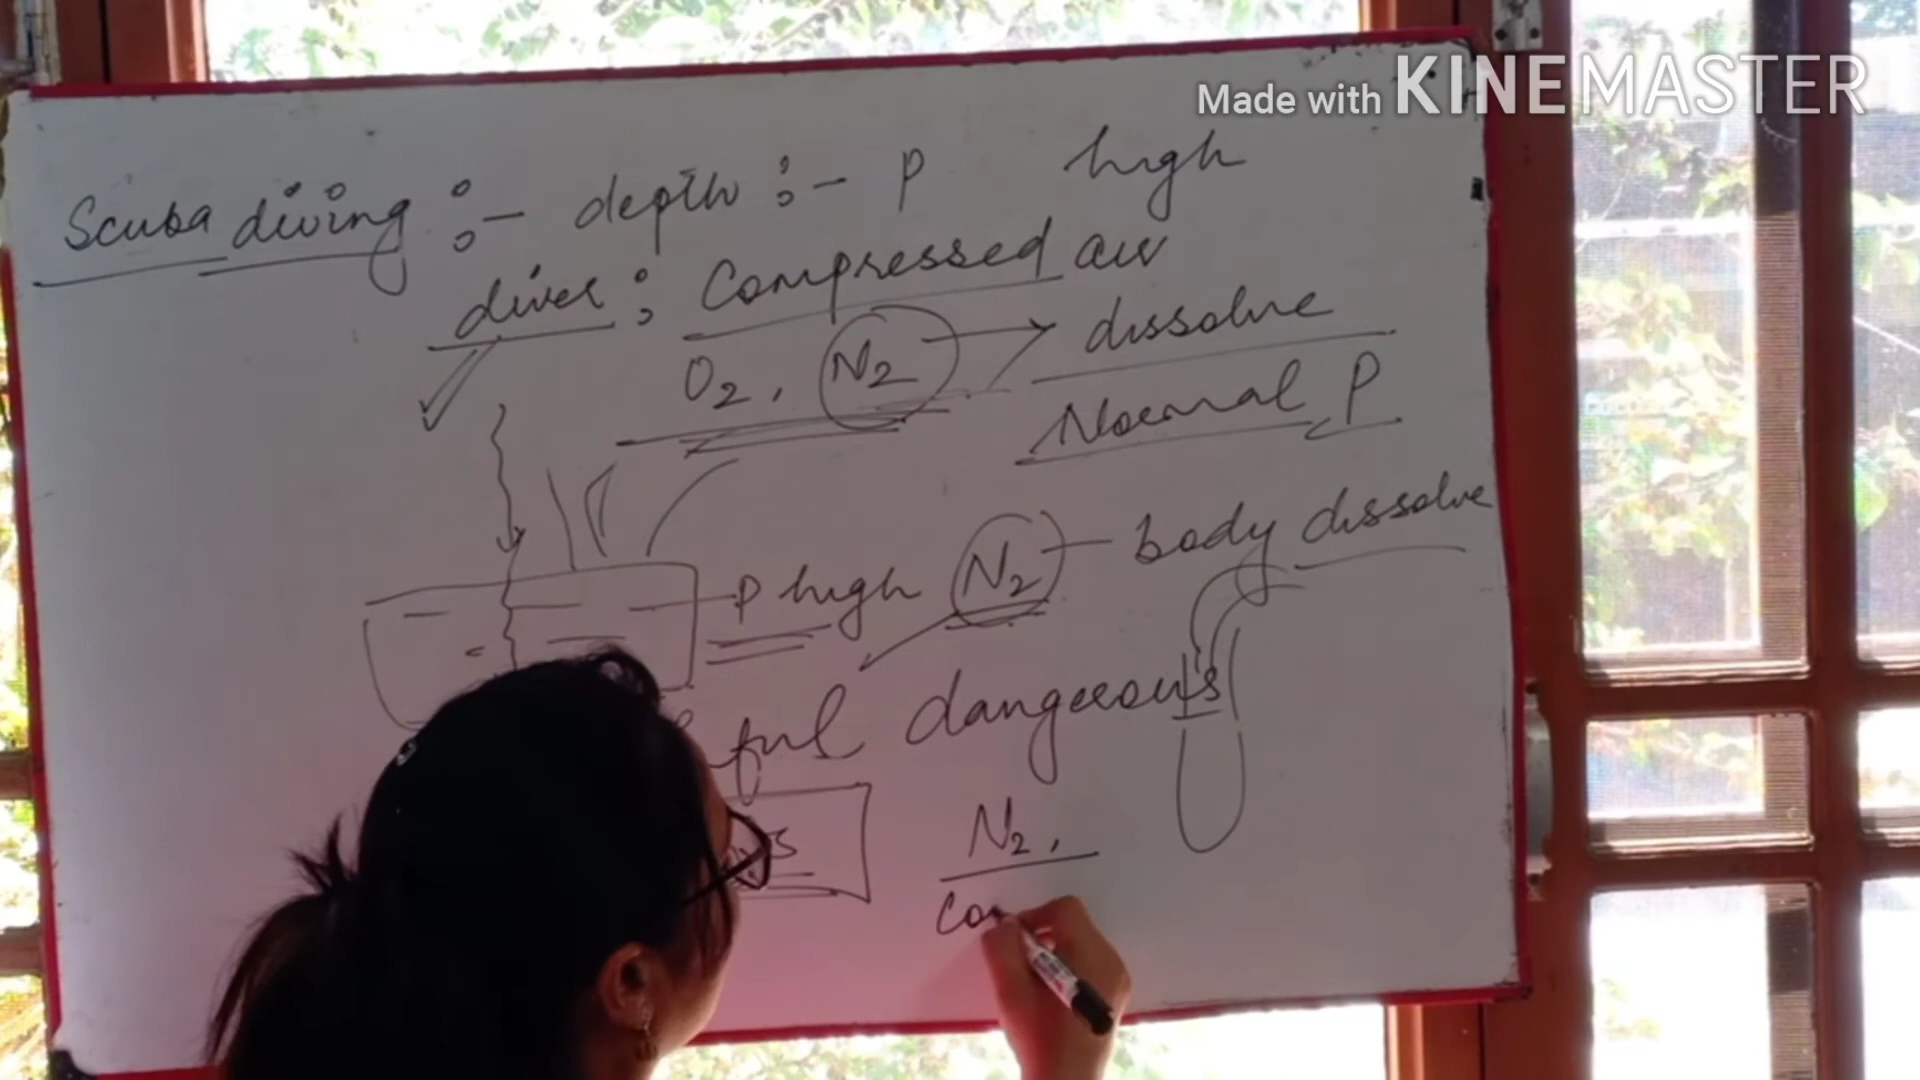 Made with KINEMASTER
Scuba diving :- depth :- P high
diver : Compressed air
O2, N2 → dissolve
Normal P
P high N2 - body dissolve
ful dangerous
N2,